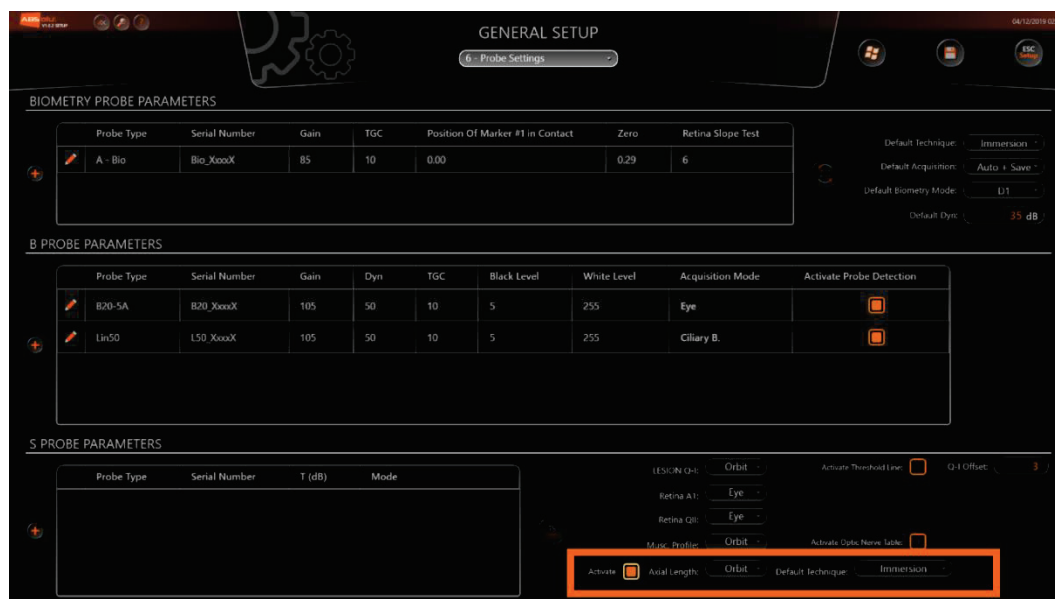 V1.0.2 SETUP
04/12/2019 02
GENERAL SETUP
6 - Probe Settings
ESC
Setup
BIOMETRY PROBE PARAMETERS
Probe Type Serial Number Gain TGC Position Of Marker #1 in Contact Zero Retina Slope Test
A - Bio Bio_XxxxX 85 10 0.00 0.29 6
Default Technique: Immersion
Default Acquisition: Auto + Save
Default Biometry Mode: D1
Default Dyn: 35 dB
B PROBE PARAMETERS
Probe Type Serial Number Gain Dyn TGC Black Level White Level Acquisition Mode Activate Probe Detection
B20-5A B20_XxxxX 105 50 10 5 255 Eye
Lin50 L50_XxxxX 105 50 10 5 255 Ciliary B.
S PROBE PARAMETERS
Probe Type Serial Number T (dB) Mode
LESION Q-I: Orbit Activate Threshold Line: Q-I Offset: 3
Retina A1: Eye
Retina QII: Eye
Musc. Profile: Orbit Activate Optic Nerve Table:
Activate Axial Length: Orbit Default Technique: Immersion